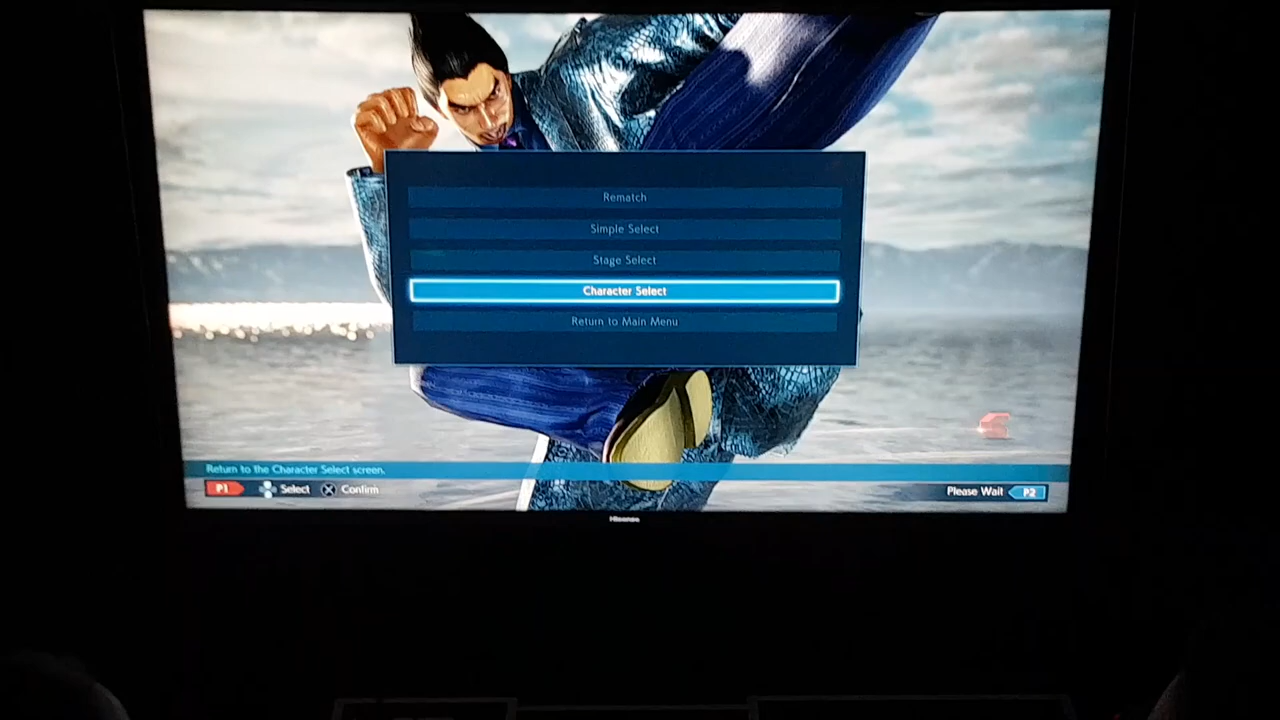 Rematch
Simple Select
Stage Select
Character Select
Return to Main Menu
Return to the Character Select screen.
P1 Select Confirm
Please Wait P2
Hisense